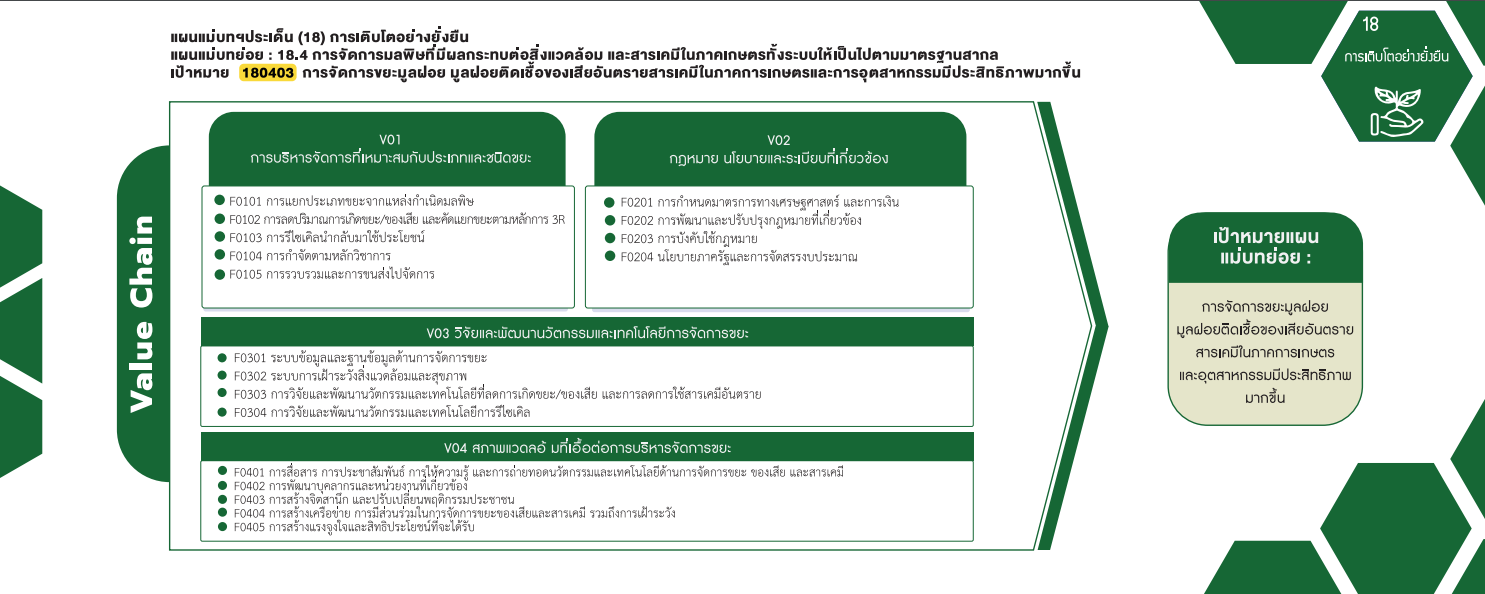 แผนแม่บทฯประเด็น (18) การเติบโตอย่างยั่งยืน
แผนแม่บทย่อย : 18.4 การจัดการมลพิษที่มีผลกระทบต่อสิ่งแวดล้อม และสารเคมีในภาคเกษตรทั้งระบบให้เป็นไปตามมาตรฐานสากล
เป้าหมาย 180403 การจัดการขยะมูลฝอย มูลฝอยติดเชื้อของเสียอันตรายสารเคมีในภาคการเกษตรและการอุตสาหกรรมมีประสิทธิภาพมากขึ้น
18
การเติบโตอย่างยั่งยืน
Value Chain
V01
การบริหารจัดการที่เหมาะสมกับประเภทและชนิดขยะ
F0101 การแยกประเภทขยะจากแหล่งกำเนิดมลพิษ
F0102 การลดปริมาณการเกิดขยะ/ของเสีย และคัดแยกขยะตามหลักการ 3R
F0103 การรีไซเคิลนำกลับมาใช้ประโยชน์
F0104 การกำจัดตามหลักวิชาการ
F0105 การรวบรวมและการขนส่งไปจัดการ
V02
กฎหมาย นโยบายและระเบียบที่เกี่ยวข้อง
F0201 การกำหนดมาตรการทางเศรษฐศาสตร์ และการเงิน
F0202 การพัฒนาและปรับปรุงกฎหมายที่เกี่ยวข้อง
F0203 การบังคับใช้กฎหมาย
F0204 นโยบายภาครัฐและการจัดสรรงบประมาณ
V03 วิจัยและพัฒนานวัตกรรมและเทคโนโลยีการจัดการขยะ
F0301 ระบบข้อมูลและฐานข้อมูลด้านการจัดการขยะ
F0302 ระบบการเฝ้าระวังสิ่งแวดล้อมและสุขภาพ
F0303 การวิจัยและพัฒนานวัตกรรมและเทคโนโลยีที่ลดการเกิดขยะ/ของเสีย และการลดการใช้สารเคมีอันตราย
F0304 การวิจัยและพัฒนานวัตกรรมและเทคโนโลยีการรีไซเคิล
V04 สภาพแวดลอ้ มที่เอื้อต่อการบริหารจัดการขยะ
F0401 การสื่อสาร การประชาสัมพันธ์ การให้ความรู้ และการถ่ายทอดนวัตกรรมและเทคโนโลยีด้านการจัดการขยะ ของเสีย และสารเคมี
F0402 การพัฒนาบุคลากรและหน่วยงานที่เกี่ยวข้อง
F0403 การสร้างจิตสานึก และปรับเปลี่ยนพฤติกรรมประชาชน
F0404 การสร้างเครือข่าย การมีส่วนร่วมในการจัดการขยะของเสียและสารเคมี รวมถึงการเฝ้าระวัง
F0405 การสร้างแรงจูงใจและสิทธิประโยชน์ที่จะได้รับ
เป้าหมายแผน
แม่บทย่อย :
การจัดการขยะมูลฝอย
มูลฝอยติดเชื้อของเสียอันตราย
สารเคมีในภาคการเกษตร
และอุตสาหกรรมมีประสิทธิภาพ
มากขึ้น